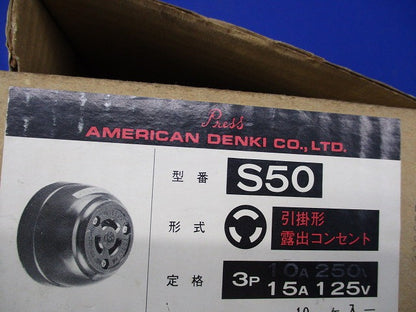 Press
AMERICAN DENKI CO., LTD.
型番 S50
形式 引掛形
露出コンセント
定格 3P 10A 250V
15A 125V